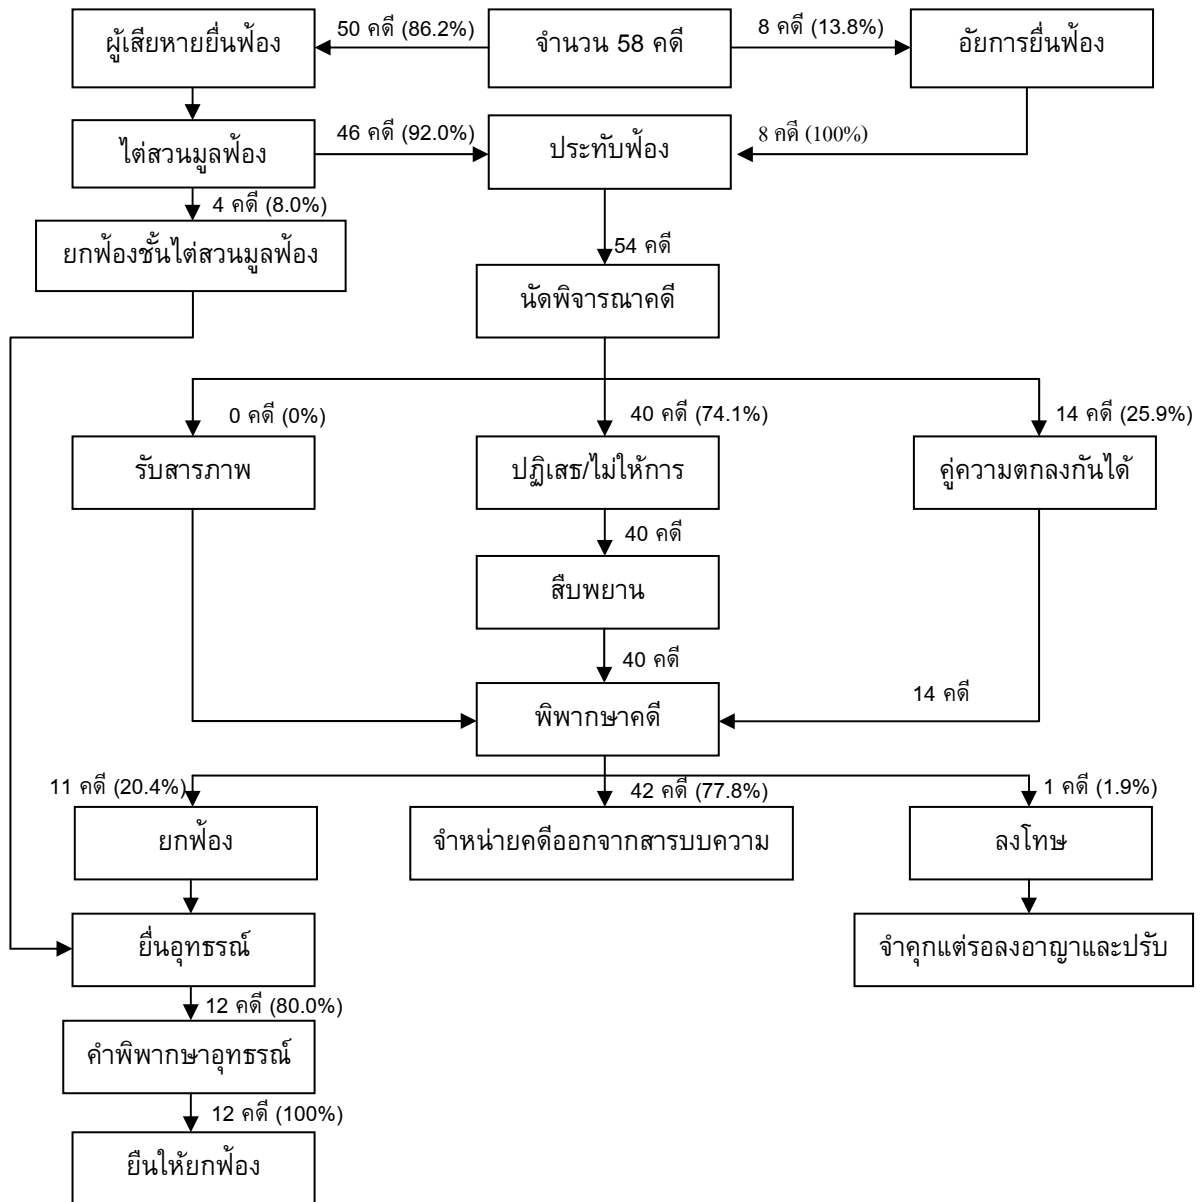 ผู้เสียหายยื่นฟ้อง
50 คดี (86.2%)
จำนวน 58 คดี
8 คดี (13.8%)
อัยการยื่นฟ้อง
ไต่สวนมูลฟ้อง
46 คดี (92.0%)
ประทับฟ้อง
8 คดี (100%)
4 คดี (8.0%)
ยกฟ้องชั้นไต่สวนมูลฟ้อง
54 คดี
นัดพิจารณาคดี
0 คดี (0%)
40 คดี (74.1%)
14 คดี (25.9%)
รับสารภาพ
ปฏิเสธ/ไม่ให้การ
คู่ความตกลงกันได้
40 คดี
สืบพยาน
40 คดี
พิพากษาคดี
14 คดี
11 คดี (20.4%)
42 คดี (77.8%)
1 คดี (1.9%)
ยกฟ้อง
จำหน่ายคดีออกจากสารบบความ
ลงโทษ
ยื่นอุทธรณ์
จำคุกแต่รอลงอาญาและปรับ
12 คดี (80.0%)
คำพิพากษาอุทธรณ์
12 คดี (100%)
ยืนให้ยกฟ้อง